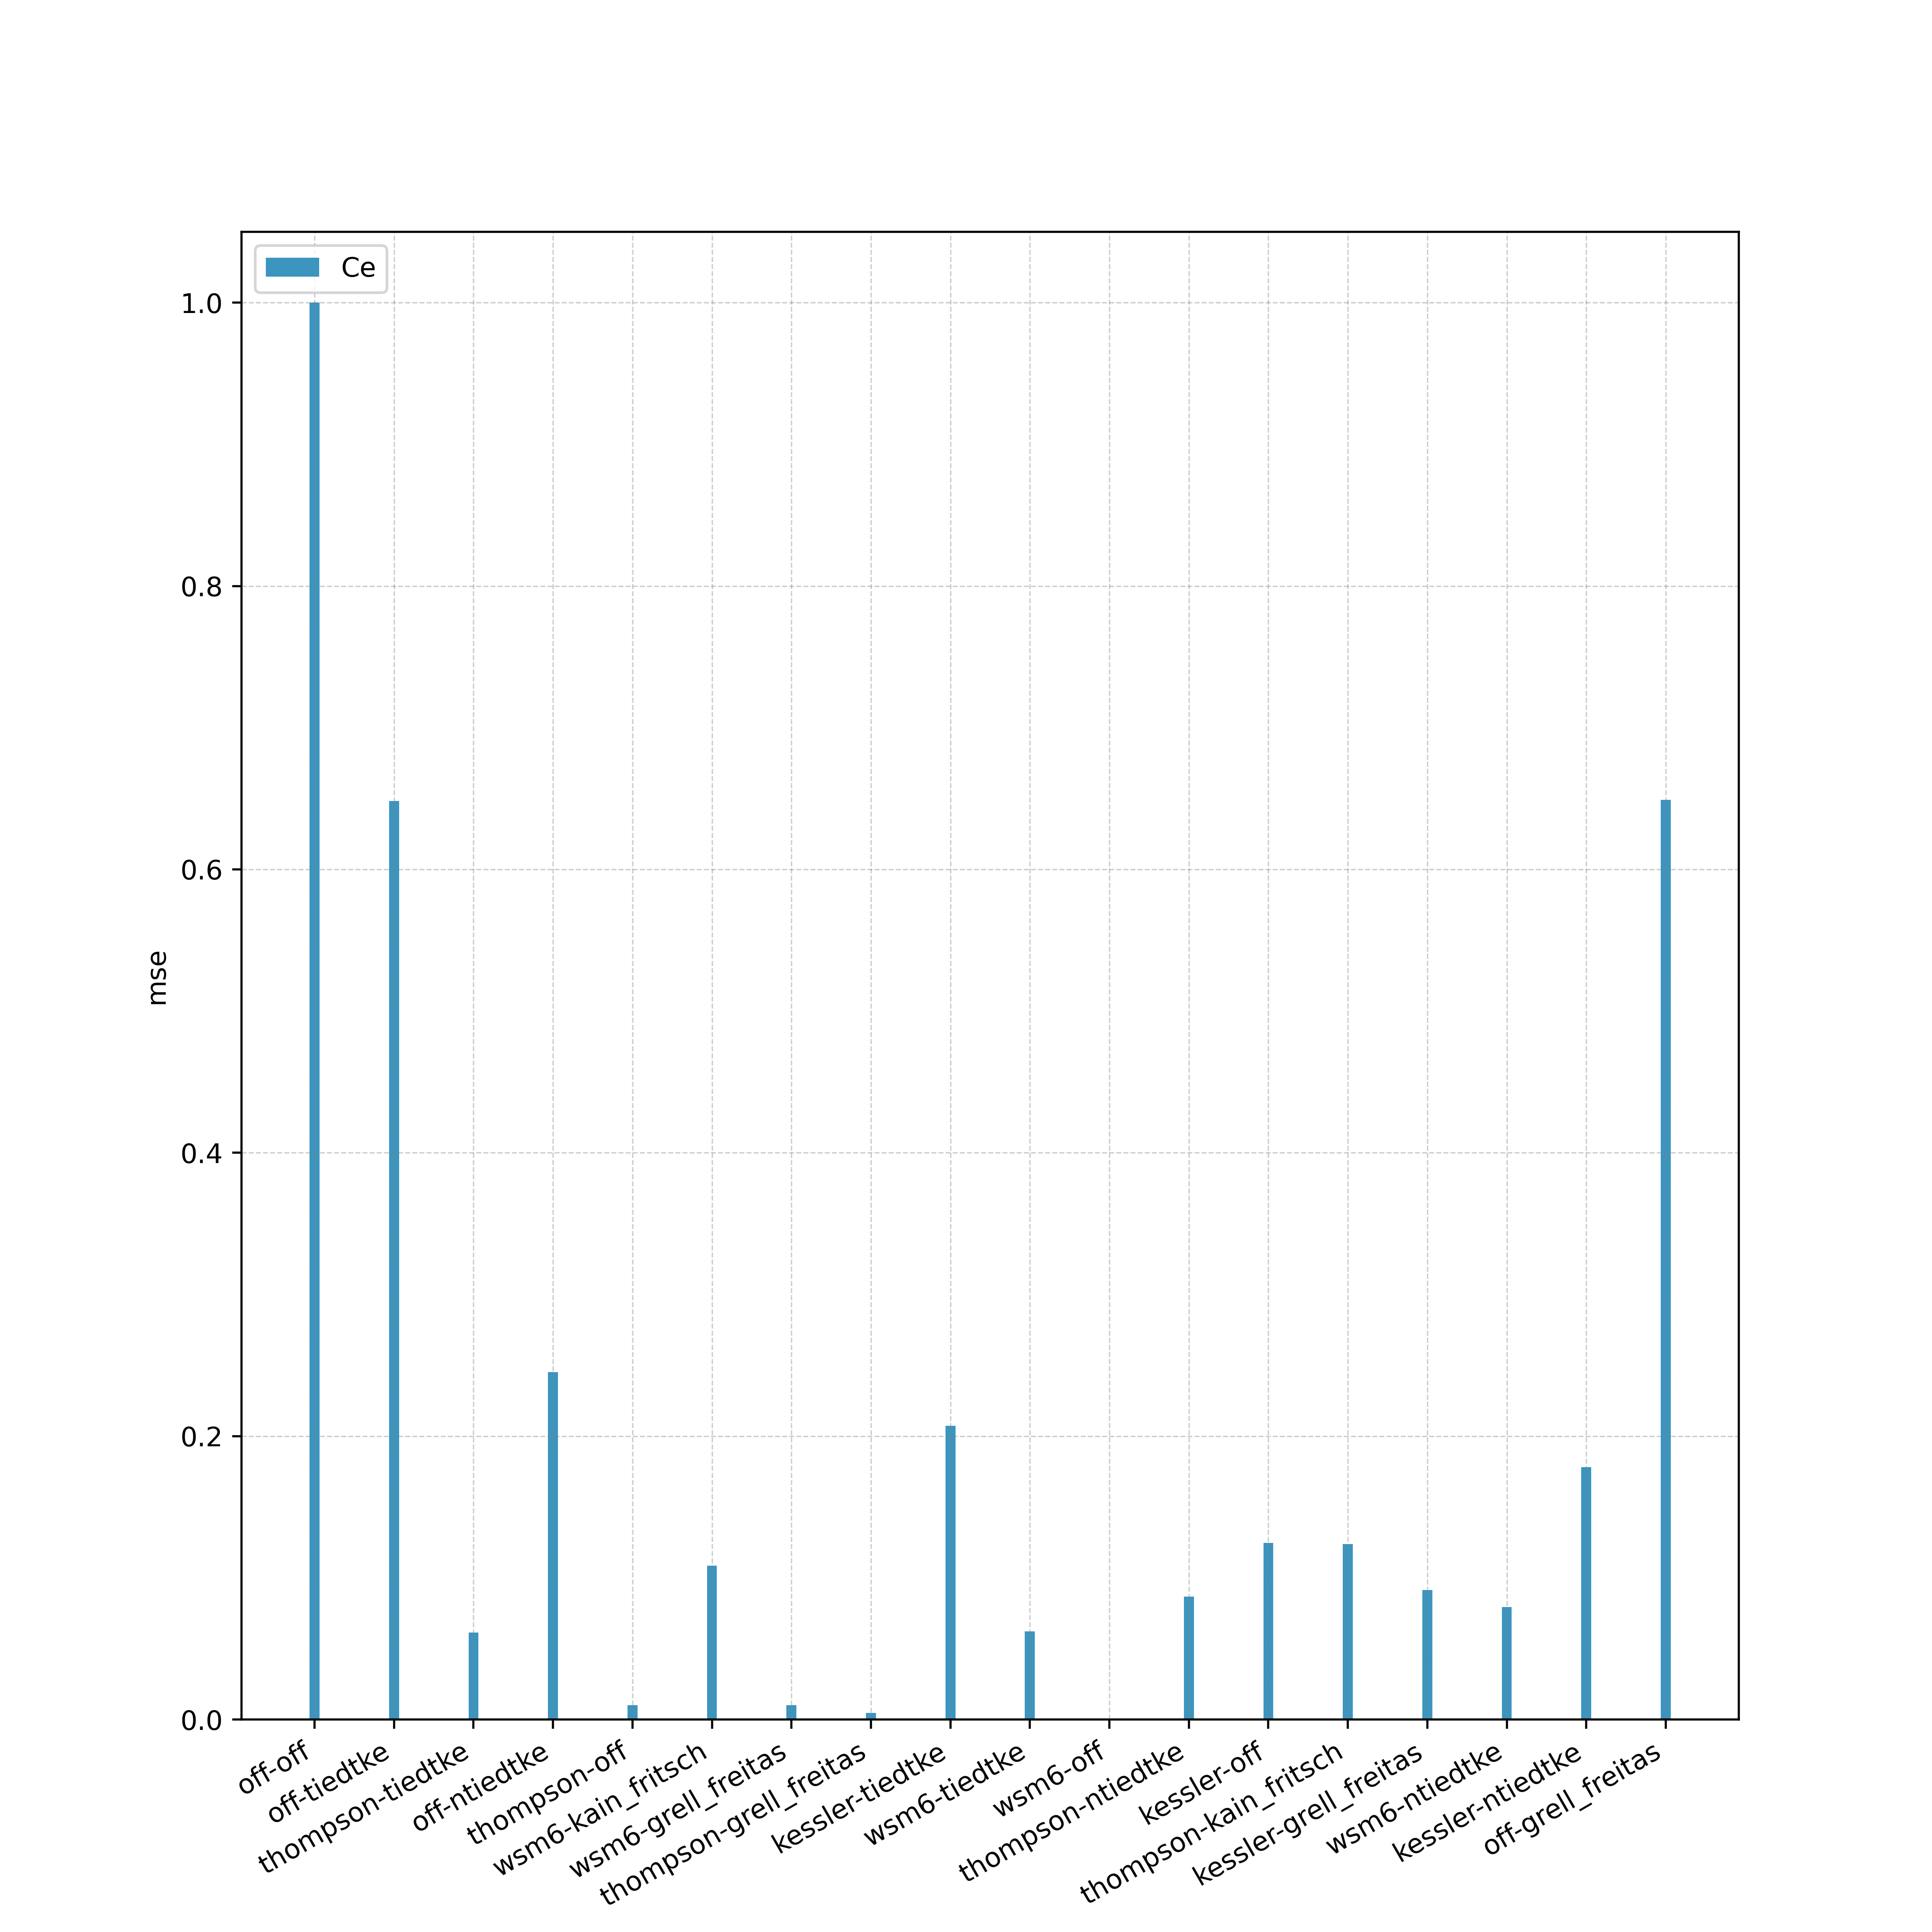 Ce
1.0
0.8
0.6
0.4
0.2
0.0
mse
off-off
off-tiedtke
thompson-tiedtke
off-ntiedtke
thompson-off
wsm6-kain_fritsch
wsm6-grell_freitas
thompson-grell_freitas
kessler-tiedtke
wsm6-tiedtke
wsm6-off
thompson-ntiedtke
kessler-off
thompson-kain_fritsch
kessler-grell_freitas
wsm6-ntiedtke
kessler-ntiedtke
off-grell_freitas